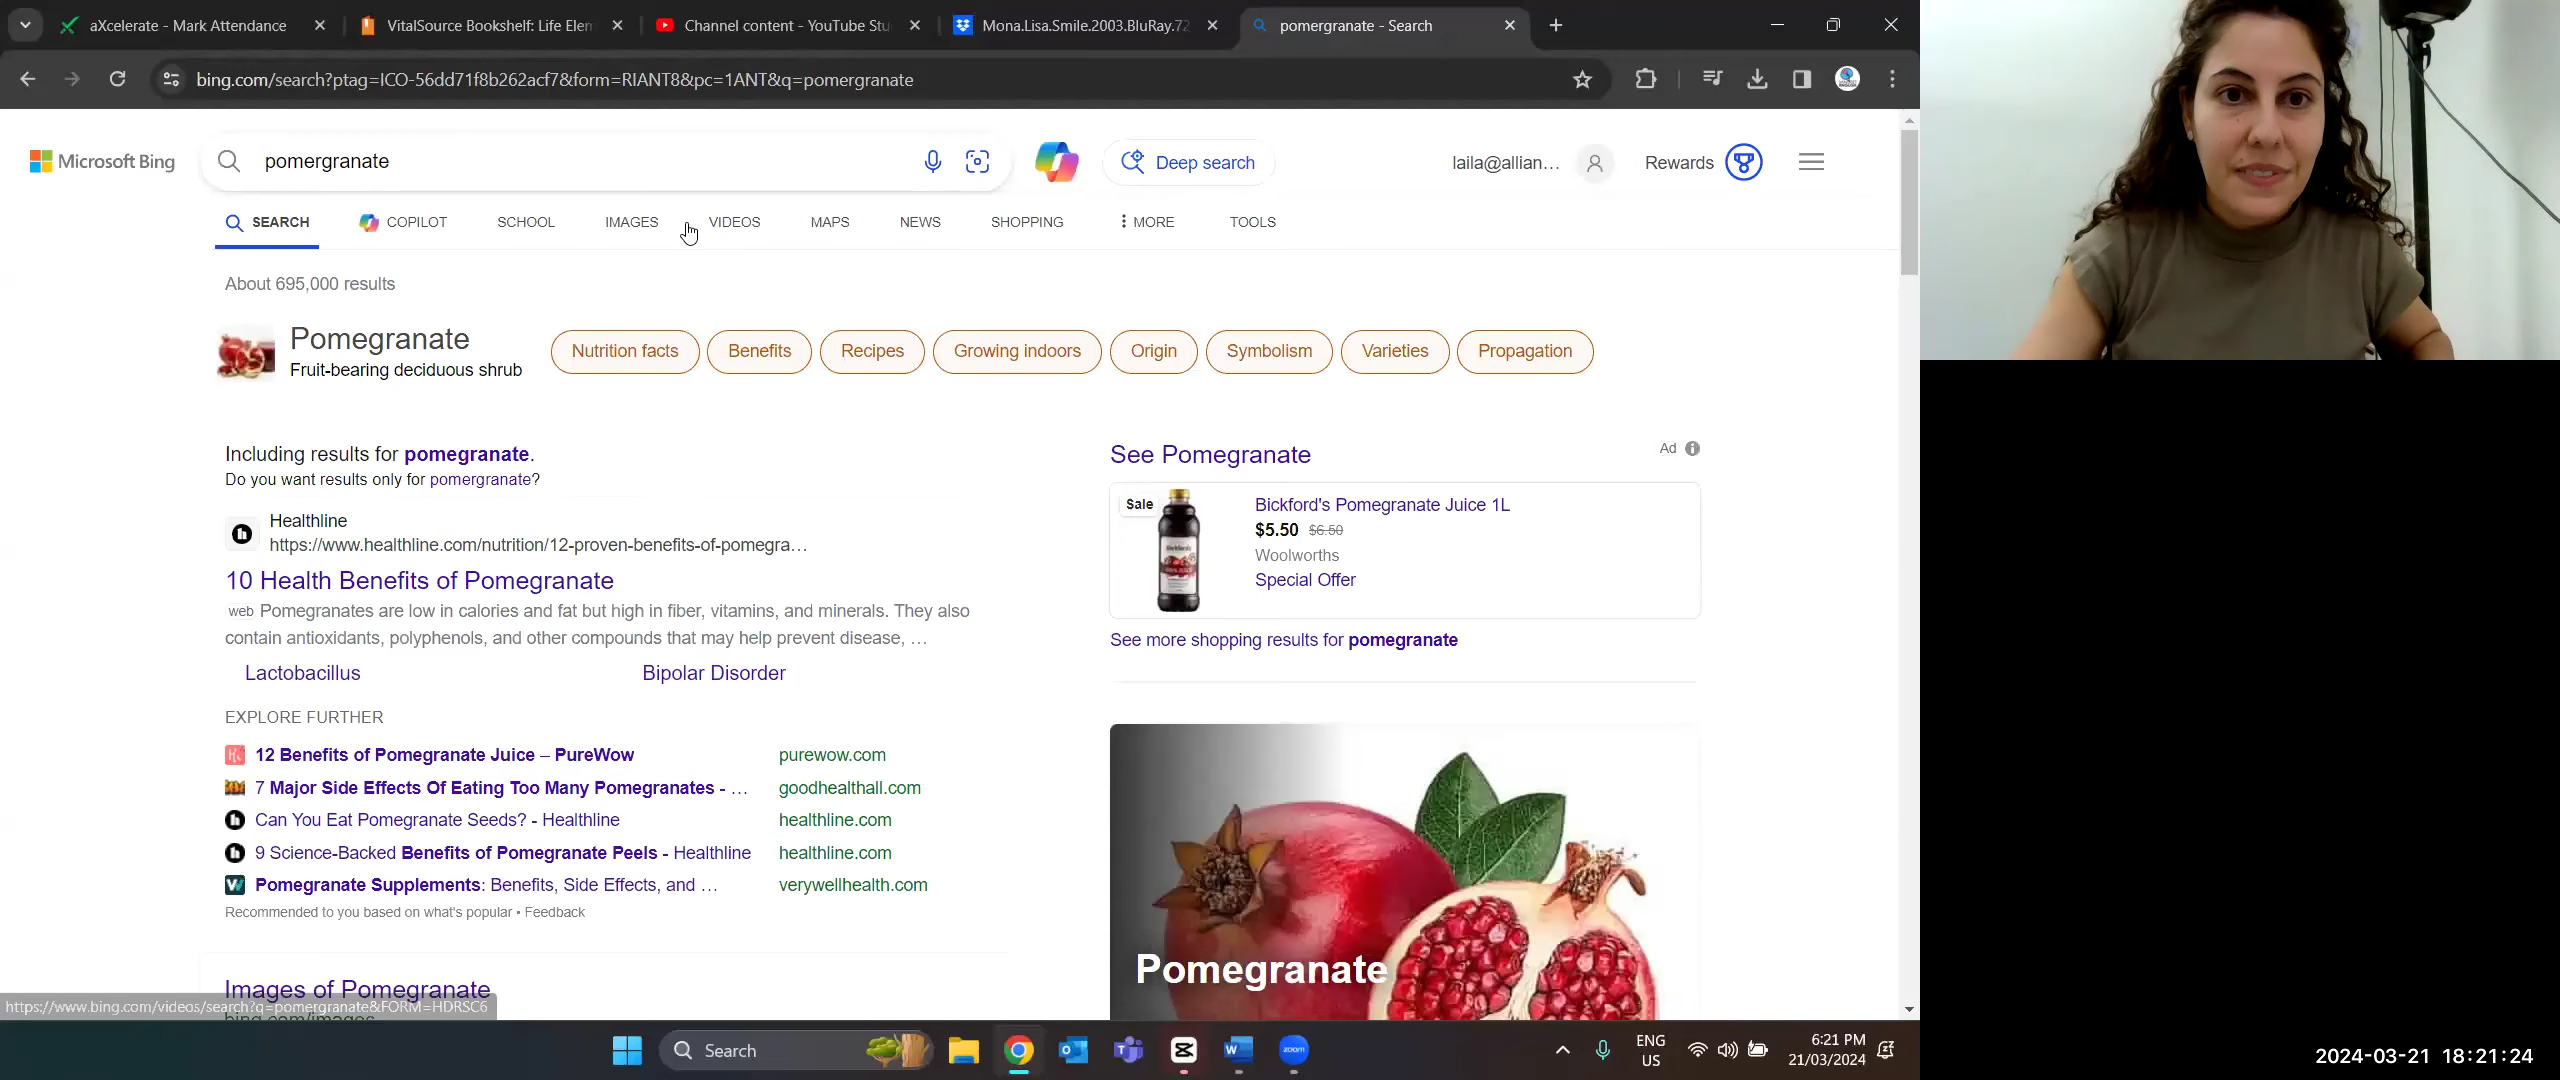 aXcelerate - Mark Attendance
VitalSource Bookshelf: Life Elem
Channel content - YouTube Stu
Mona.Lisa.Smile.2003.BluRay.72
pomergranate - Search
bing.com/search?ptag=ICO-56dd71f8b262acf7&form=RIANT8&pc=1ANT&q=pomergranate
Microsoft Bing
pomergranate
Deep search
laila@allian...
Rewards
SEARCH
COPILOT
SCHOOL
IMAGES
VIDEOS
MAPS
NEWS
SHOPPING
MORE
TOOLS
About 695,000 results
Pomegranate
Fruit-bearing deciduous shrub
Nutrition facts
Benefits
Recipes
Growing indoors
Origin
Symbolism
Varieties
Propagation
Including results for pomegranate.
Do you want results only for pomergranate?
Healthline
https://www.healthline.com/nutrition/12-proven-benefits-of-pomegra...
10 Health Benefits of Pomegranate
web Pomegranates are low in calories and fat but high in fiber, vitamins, and minerals. They also
contain antioxidants, polyphenols, and other compounds that may help prevent disease, ...
Lactobacillus
Bipolar Disorder
EXPLORE FURTHER
12 Benefits of Pomegranate Juice – PureWow
purewow.com
7 Major Side Effects Of Eating Too Many Pomegranates - ...
goodhealthall.com
Can You Eat Pomegranate Seeds? - Healthline
healthline.com
9 Science-Backed Benefits of Pomegranate Peels - Healthline
healthline.com
Pomegranate Supplements: Benefits, Side Effects, and ...
verywellhealth.com
Recommended to you based on what's popular • Feedback
Images of Pomegranate
bing.com/images
https://www.bing.com/videos/search?q=pomergranate&FORM=HDRSC6
See Pomegranate
Ad
Sale
Bickford's Pomegranate Juice 1L
$5.50 $6.50
Woolworths
Special Offer
See more shopping results for pomegranate
Pomegranate
Search
zoom
ENG
US
6:21 PM
21/03/2024
2024-03-21 18:21:24